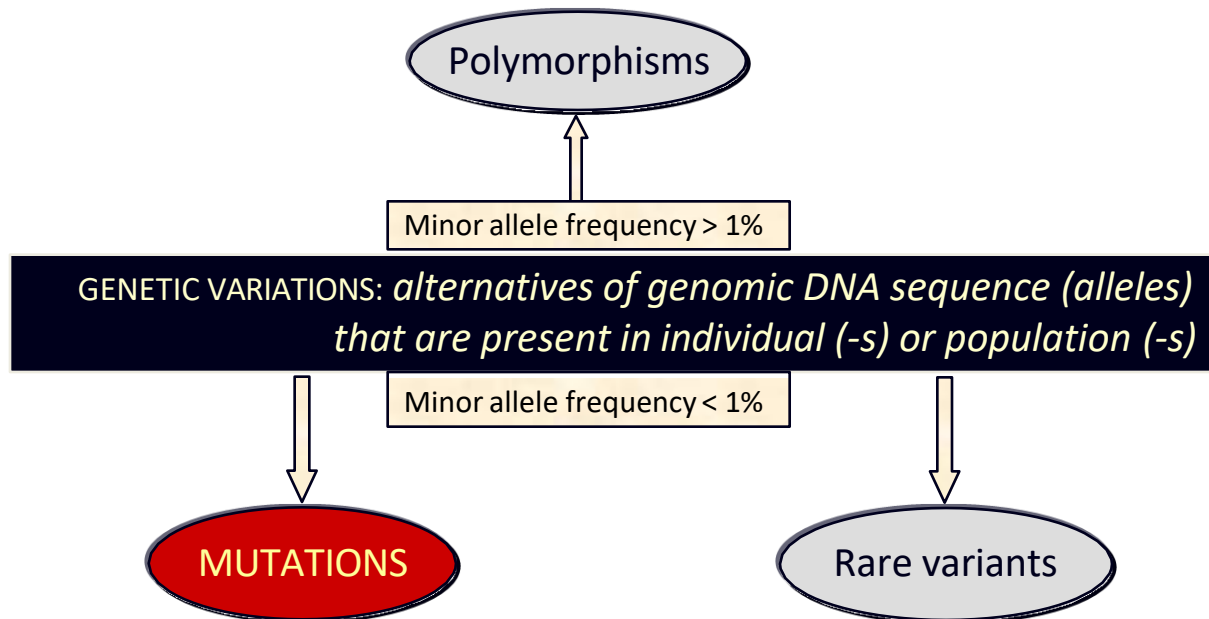 Polymorphisms
Minor allele frequency > 1%
GENETIC VARIATIONS: alternatives of genomic DNA sequence (alleles)
that are present in individual (-s) or population (-s)
Minor allele frequency < 1%
MUTATIONS
Rare variants